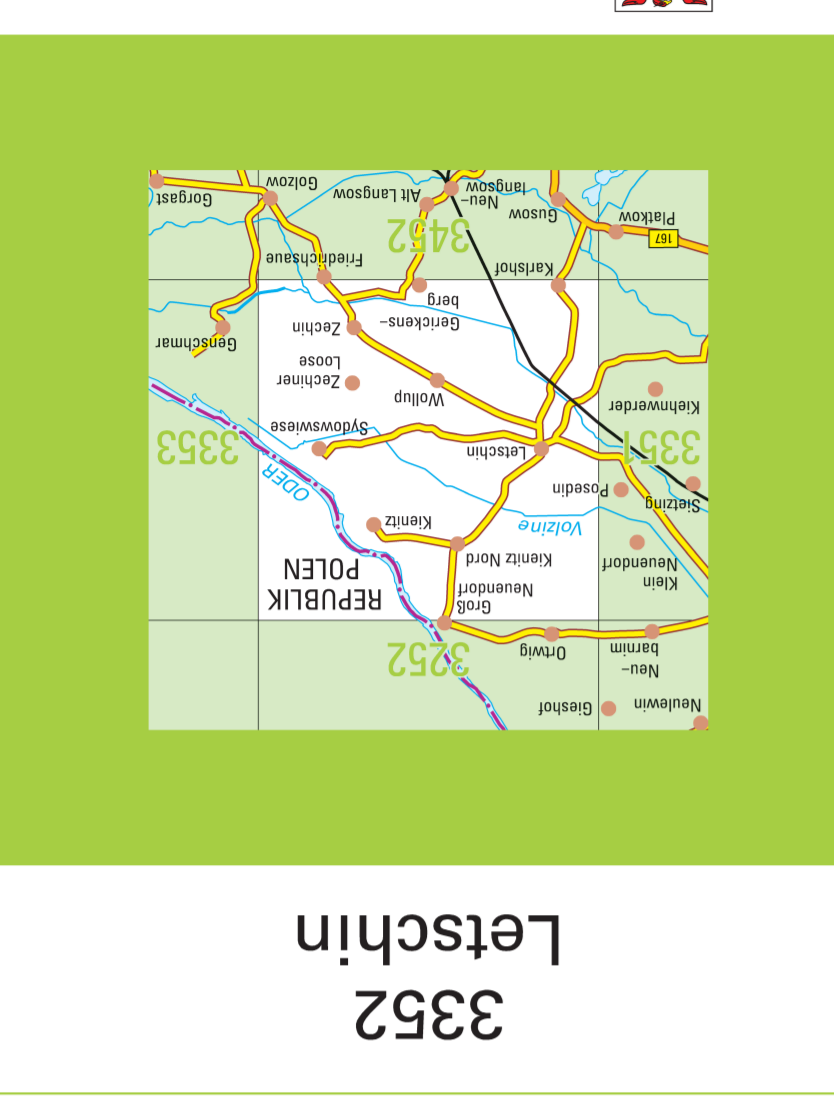 3352
Letschin
Neulewin
Gieshof
Neu-
barnim
Ortwig
3252
Groß
Neuendorf
REPUBLIK
POLEN
Klein
Neuendorf
Kienitz Nord
Volzine
Kienitz
Sietzing
Posedin
ODER
3351
Letschin
3353
Sydowswiese
Kiehnwerder
Wollup
Zechiner
Loose
Genschmar
Gerickens-
berg
Zechin
Karlshof
Friedrichsaue
167
3452
Platkow
Gusow
Neu-
langsow
Alt Langsow
Golzow
Gorgast